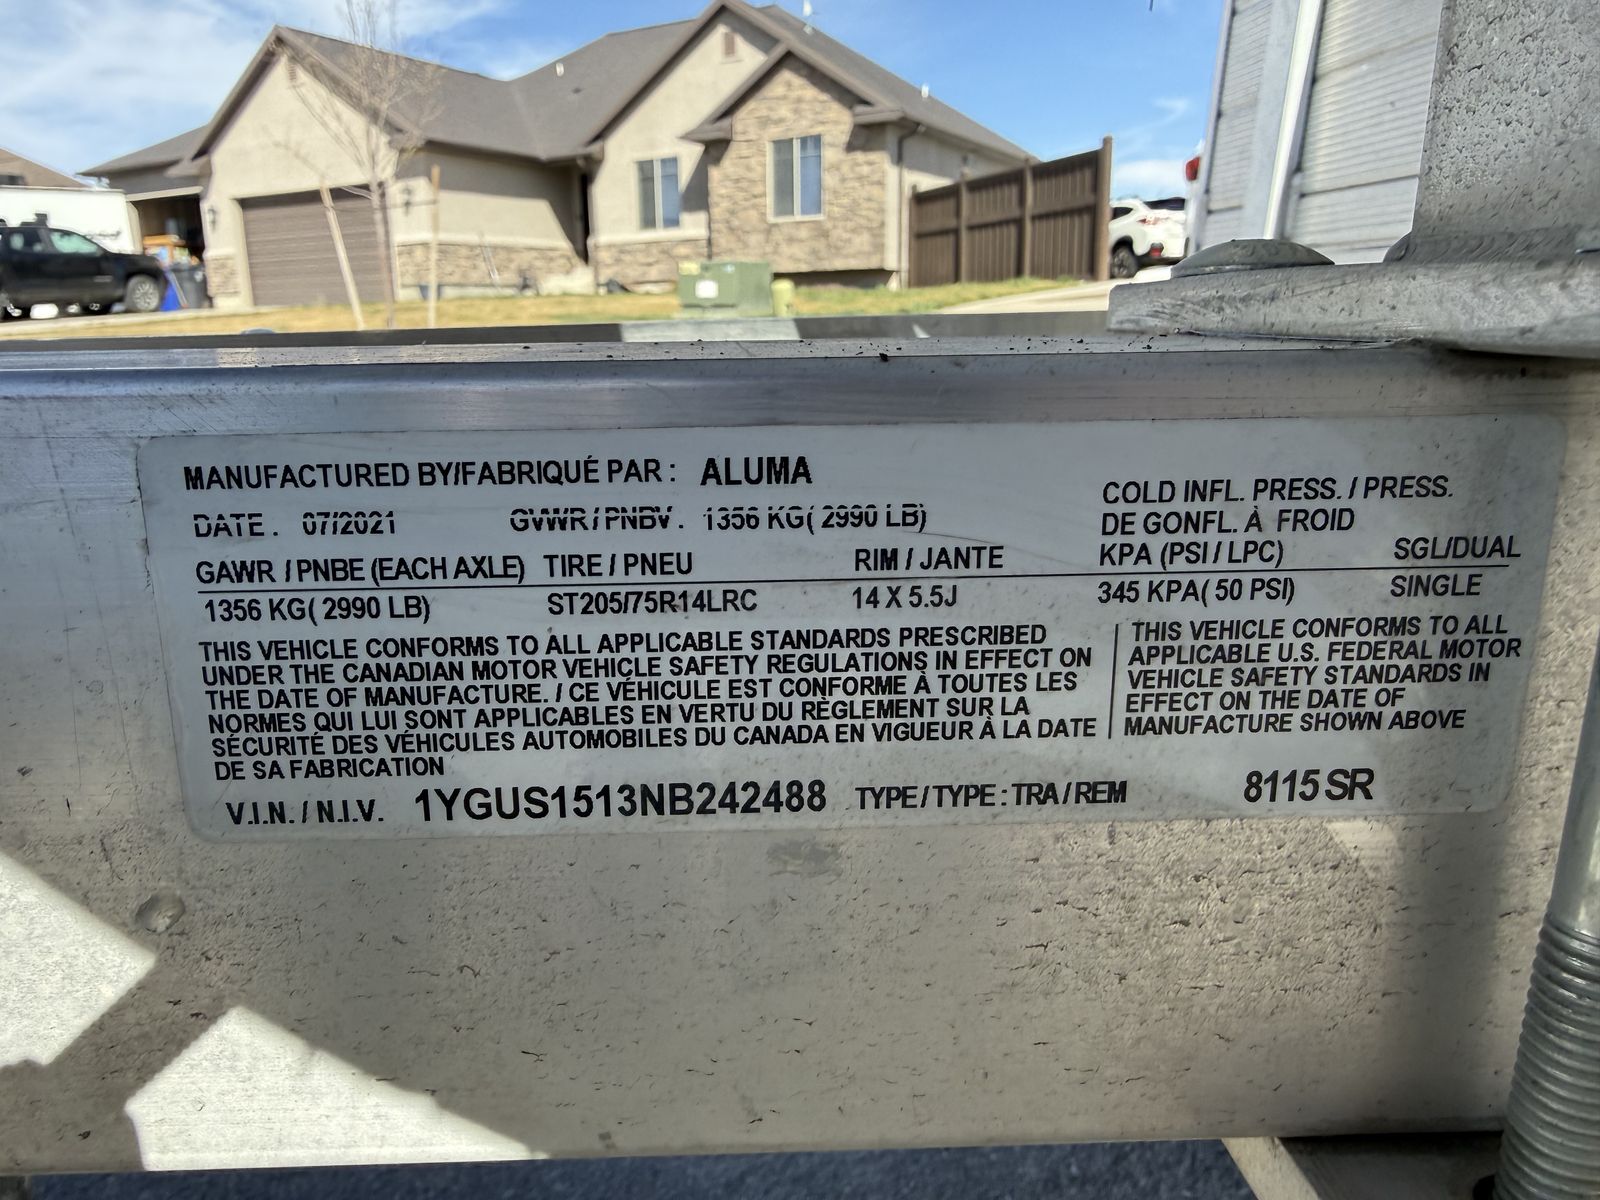 MANUFACTURED BY/FABRIQUÉ PAR : ALUMA
DATE . 07/2021 GVWR / PNBV . 1356 KG( 2990 LB)
COLD INFL. PRESS. / PRESS.
DE GONFL. À FROID
GAWR / PNBE (EACH AXLE) TIRE / PNEU RIM / JANTE KPA (PSI / LPC) SGL/DUAL
1356 KG( 2990 LB) ST205/75R14LRC 14 X 5.5J 345 KPA( 50 PSI) SINGLE
THIS VEHICLE CONFORMS TO ALL APPLICABLE STANDARDS PRESCRIBED
UNDER THE CANADIAN MOTOR VEHICLE SAFETY REGULATIONS IN EFFECT ON
THE DATE OF MANUFACTURE. / CE VÉHICULE EST CONFORME À TOUTES LES
NORMES QUI LUI SONT APPLICABLES EN VERTU DU RÈGLEMENT SUR LA
SÉCURITÉ DES VÉHICULES AUTOMOBILES DU CANADA EN VIGUEUR À LA DATE
DE SA FABRICATION
THIS VEHICLE CONFORMS TO ALL
APPLICABLE U.S. FEDERAL MOTOR
VEHICLE SAFETY STANDARDS IN
EFFECT ON THE DATE OF
MANUFACTURE SHOWN ABOVE
V.I.N. / N.I.V. 1YGUS1513NB242488 TYPE / TYPE : TRA / REM 8115 SR